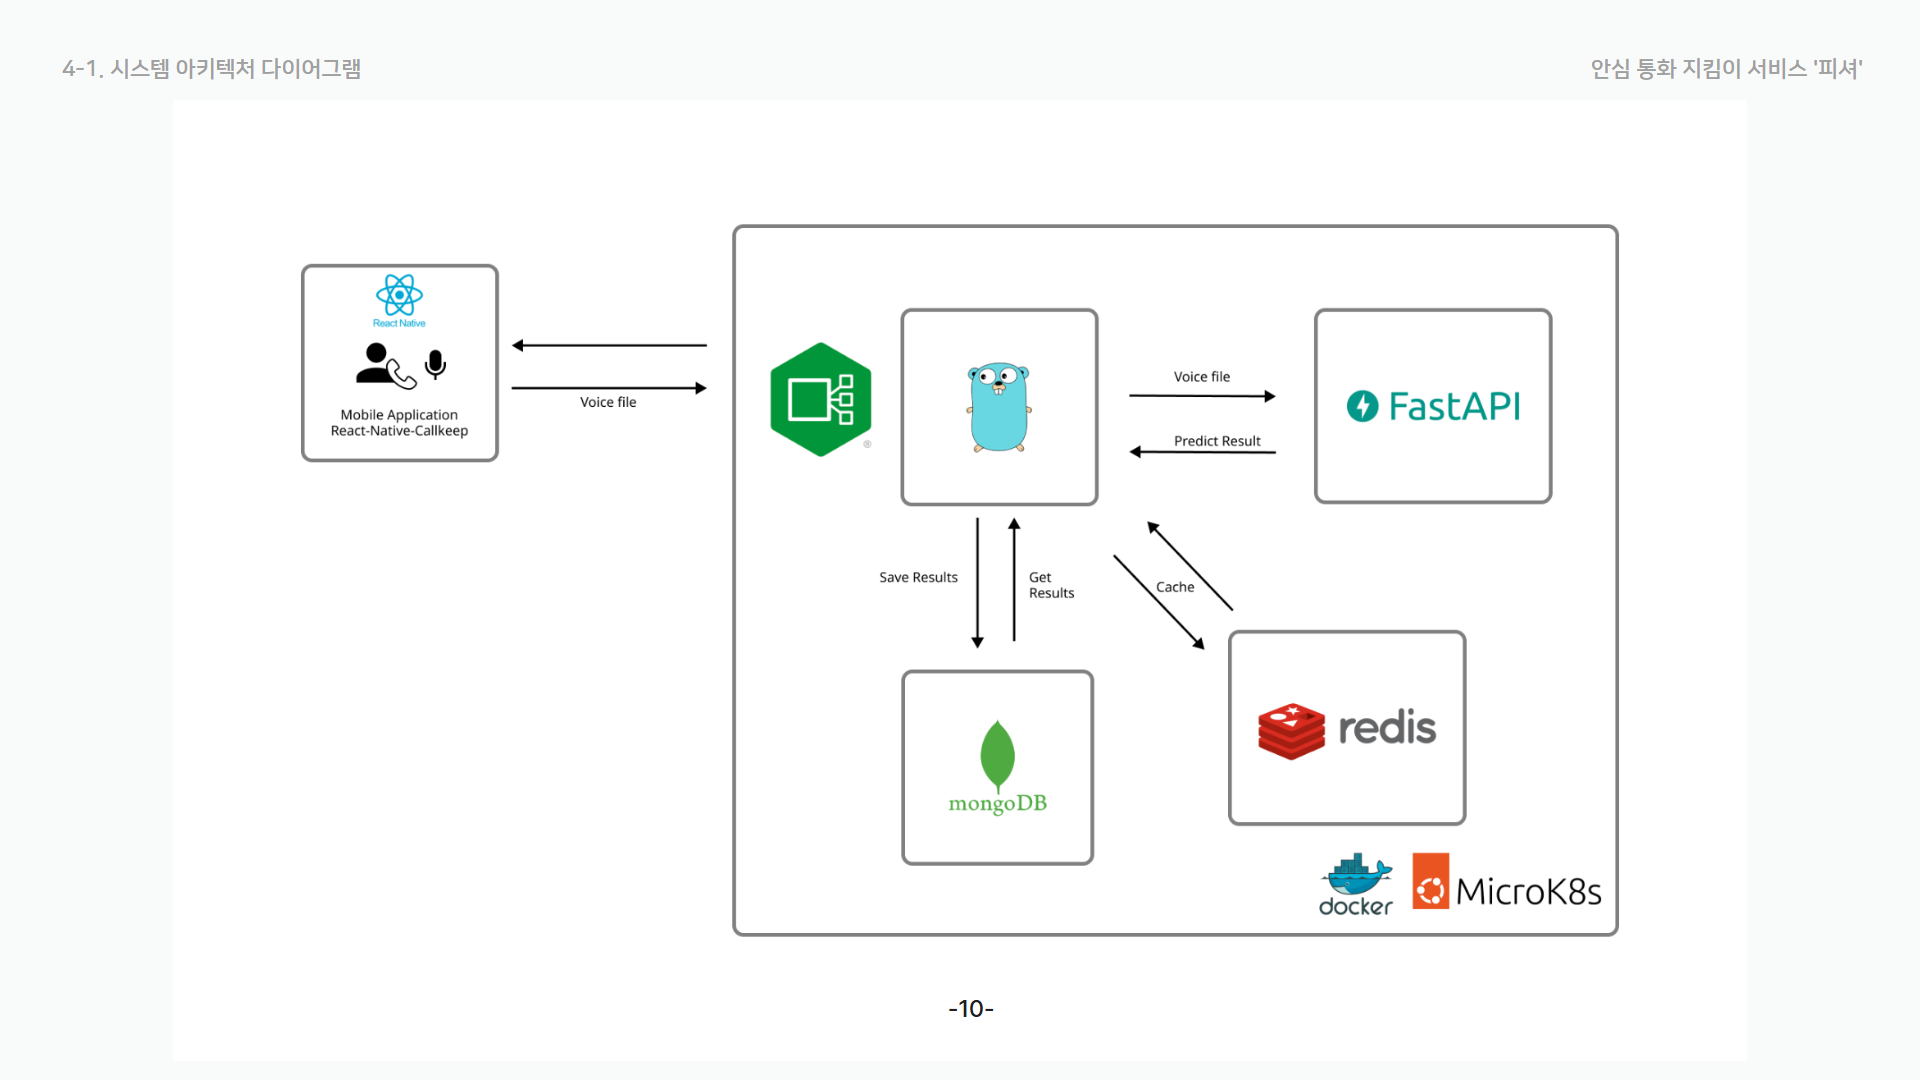 4-1. 시스템 아키텍처 다이어그램
안심 통화 지킴이 서비스 '피셔'
React Native
Mobile Application
React-Native-Callkeep
Voice file
®
Voice file
Predict Result
FastAPI
Save Results
Get
Results
Cache
mongoDB
redis
docker
MicroK8s
-10-